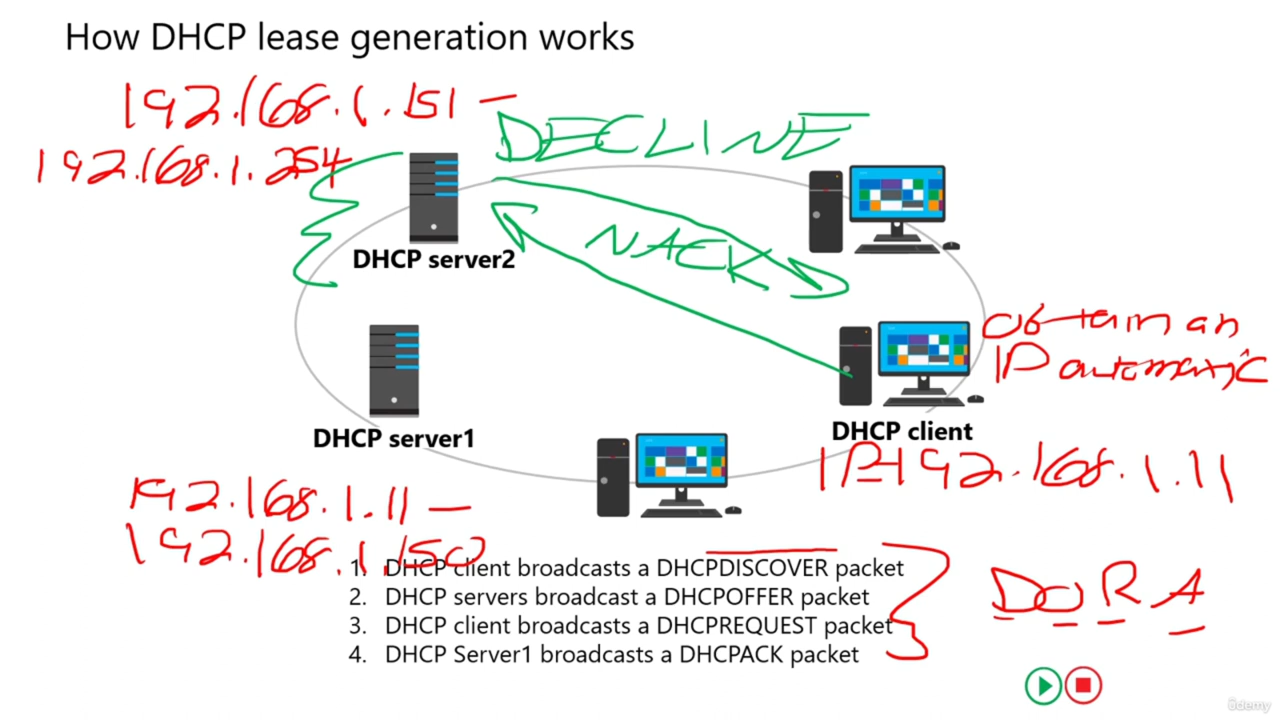 How DHCP lease generation works
192.168.1.151 -
192.168.1.254
DECLINE
DHCP server2
NACK
Obtain an
IP automatic
DHCP server1
DHCP client
IP-192.168.1.11
192.168.1.11 -
192.168.1.150
1. DHCP client broadcasts a DHCPDISCOVER packet
2. DHCP servers broadcast a DHCPOFFER packet
3. DHCP client broadcasts a DHCPREQUEST packet
4. DHCP Server1 broadcasts a DHCPACK packet
DORA
ûdemy